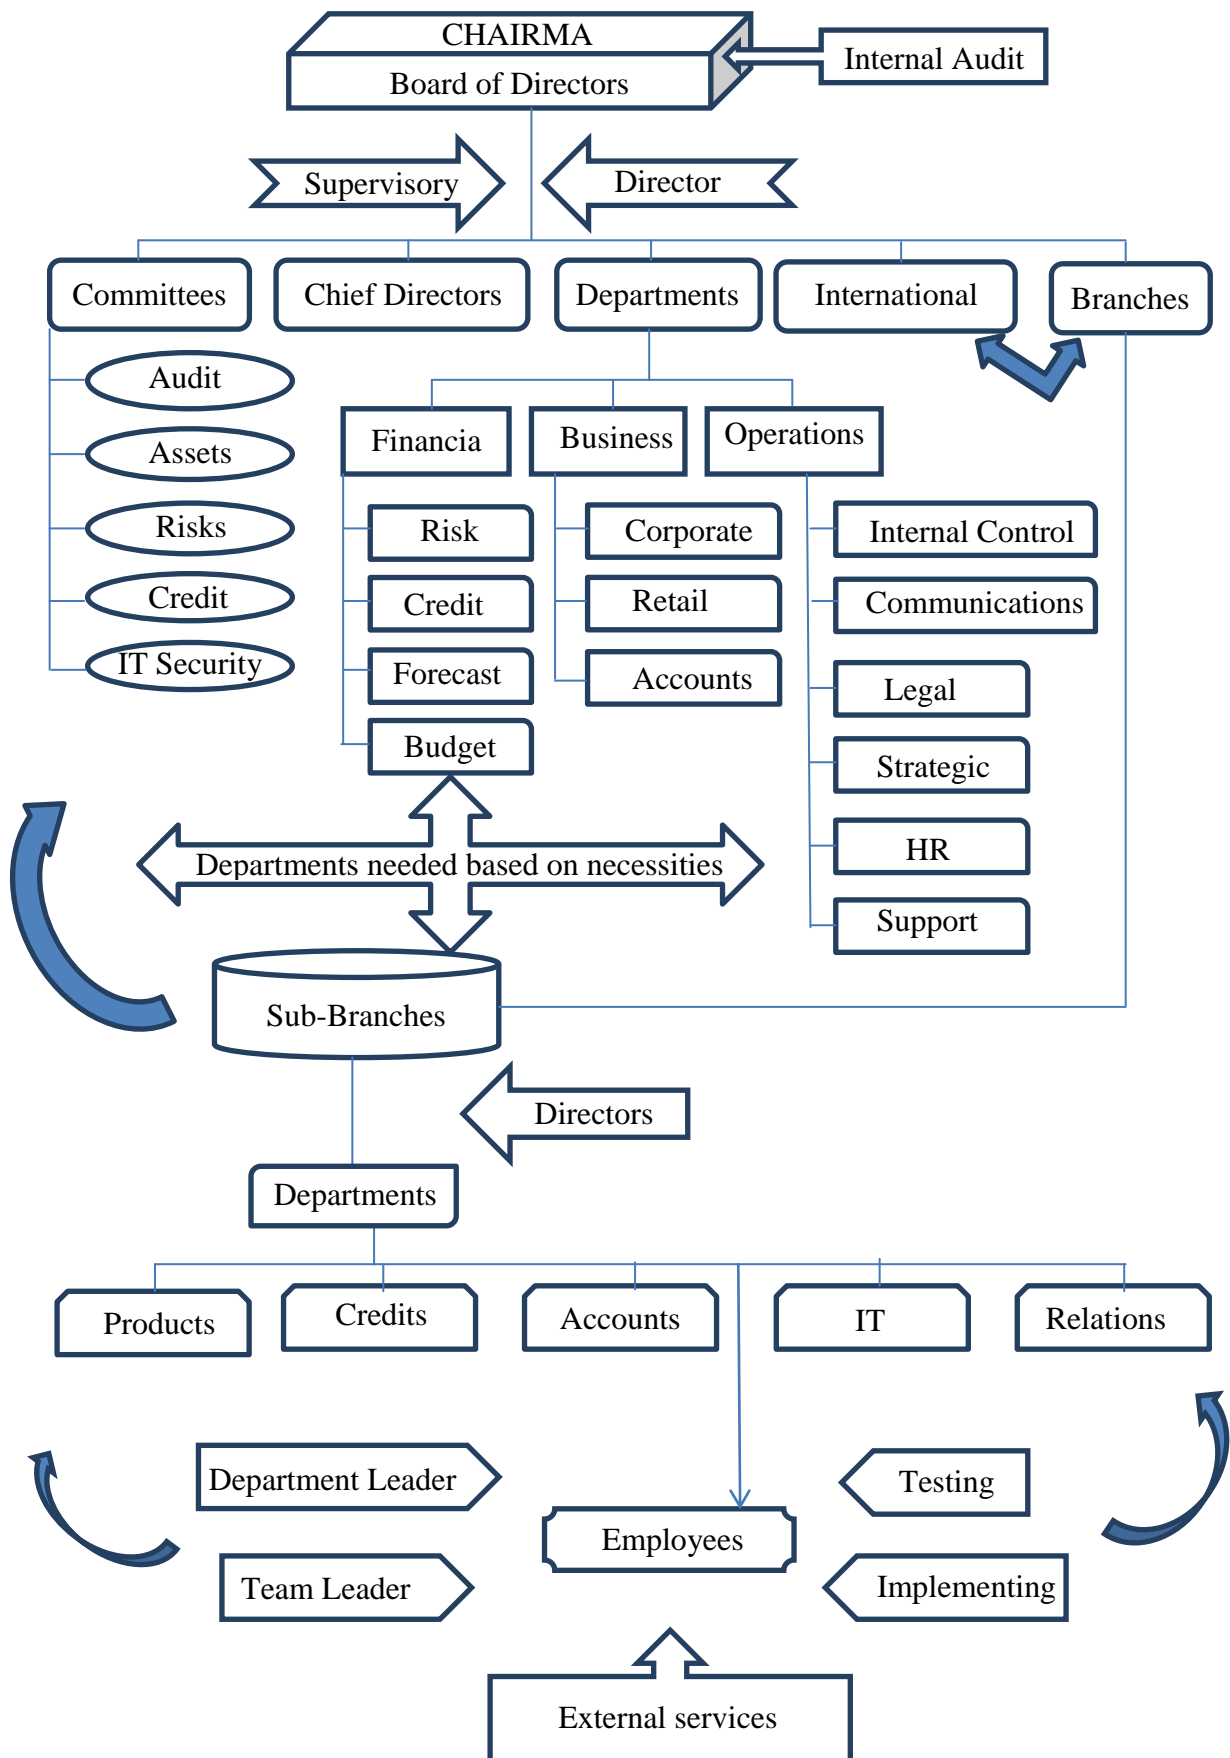 CHAIRMA
Board of Directors
Internal Audit
Supervisory
Director
Committees
Chief Directors
Departments
International
Branches
Audit
Assets
Risks
Credit
IT Security
Financia
Business
Operations
Risk
Credit
Forecast
Budget
Corporate
Retail
Accounts
Internal Control
Communications
Legal
Strategic
HR
Support
Departments needed based on necessities
Sub-Branches
Directors
Departments
Products
Credits
Accounts
IT
Relations
Department Leader
Team Leader
Employees
Testing
Implementing
External services